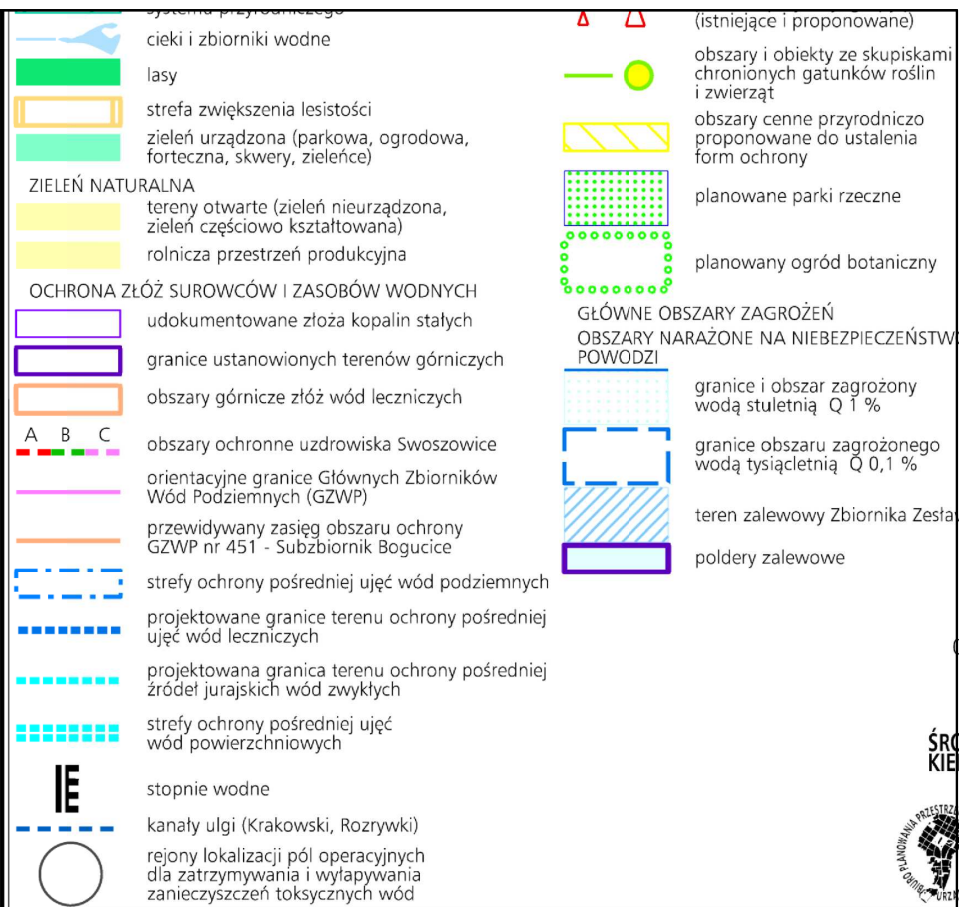 systemu przyrodniczego
cieki i zbiorniki wodne
lasy
strefa zwiększenia lesistości
zieleń urządzona (parkowa, ogrodowa,
forteczna, skwery, zieleńce)
ZIELEŃ NATURALNA
tereny otwarte (zieleń nieurządzona,
zieleń częściowo kształtowana)
rolnicza przestrzeń produkcyjna
OCHRONA ZŁÓŻ SUROWCÓW I ZASOBÓW WODNYCH
udokumentowane złoża kopalin stałych
granice ustanowionych terenów górniczych
obszary górnicze złóż wód leczniczych
A B C
obszary ochronne uzdrowiska Swoszowice
orientacyjne granice Głównych Zbiorników
Wód Podziemnych (GZWP)
przewidywany zasięg obszaru ochrony
GZWP nr 451 - Subzbiornik Bogucice
strefy ochrony pośredniej ujęć wód podziemnych
projektowane granice terenu ochrony pośredniej
ujęć wód leczniczych
projektowana granica terenu ochrony pośredniej
źródeł jurajskich wód zwykłych
strefy ochrony pośredniej ujęć
wód powierzchniowych
stopnie wodne
kanały ulgi (Krakowski, Rozrywki)
rejony lokalizacji pól operacyjnych
dla zatrzymywania i wyłapywania
zanieczyszczeń toksycznych wód
(istniejące i proponowane)
obszary i obiekty ze skupiskami
chronionych gatunków roślin
i zwierząt
obszary cenne przyrodniczo
proponowane do ustalenia
form ochrony
planowane parki rzeczne
planowany ogród botaniczny
GŁÓWNE OBSZARY ZAGROŻEŃ
OBSZARY NARAŻONE NA NIEBEZPIECZEŃSTW
POWODZI
granice i obszar zagrożony
wodą stuletnią Q 1 %
granice obszaru zagrożonego
wodą tysiącletnią Q 0,1 %
teren zalewowy Zbiornika Zesła
poldery zalewowe
ŚRO
KIE
BIURO PLANOWANIA PRZESTRZE
URZĄ